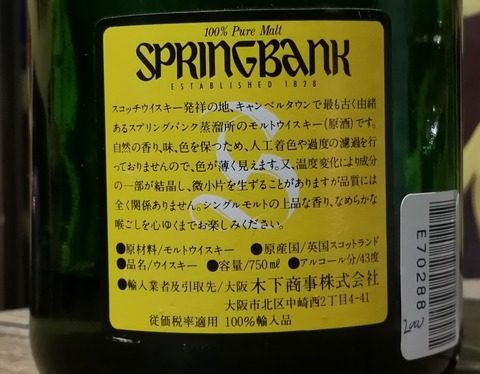 100% Pure Malt
SPRINGBANK
ESTABLISHED 1828
スコッチウイスキー発祥の地、キャンベルタウンで最も古く由緒
あるスプリングバンク蒸溜所のモルトウイスキー(原酒)です。
自然の香り、味、色を保つため、人工着色や過度の濾過を行
っておりませんので、色が薄く見えます。又、温度変化により成分
の一部が結晶し、微小片を生ずることがありますが品質には
全く関係ありません。シングルモルトの上品な香り、なめらかな
喉ごしを心ゆくまでお楽しみください。
●原材料/モルトウイスキー ●原産国/英国スコットランド
●品名/ウイスキー ●容量/750㎖ ●アルコール分/43度
●輸入業者及引取先/大阪 木下商事株式会社
大阪市北区中崎西2丁目4-41
従価税率適用 100%輸入品
E70288